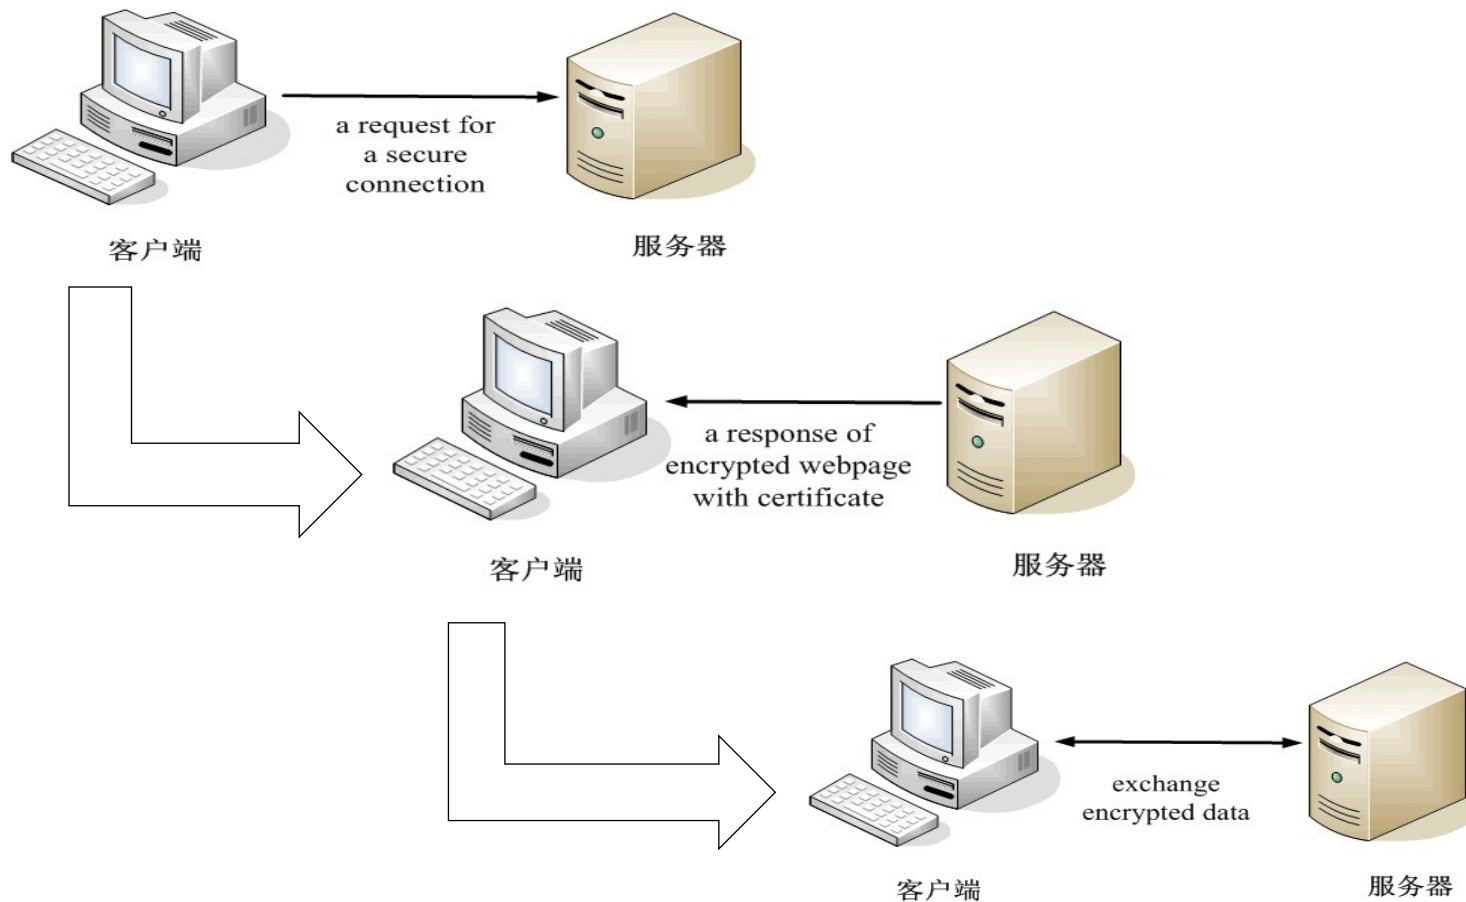 a request for
a secure
connection
客户端
服务器
a response of
encrypted webpage
with certificate
客户端
服务器
exchange
encrypted data
客户端
服务器